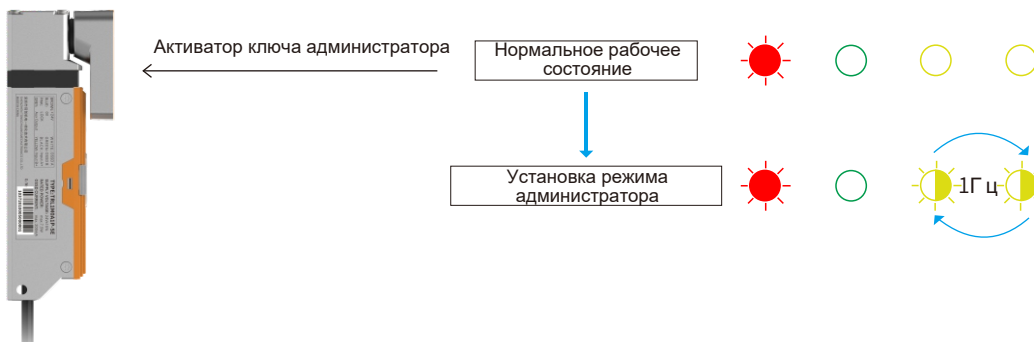 Активатор ключа администратора
Нормальное рабочее
состояние
Установка режима
администратора
1Г ц